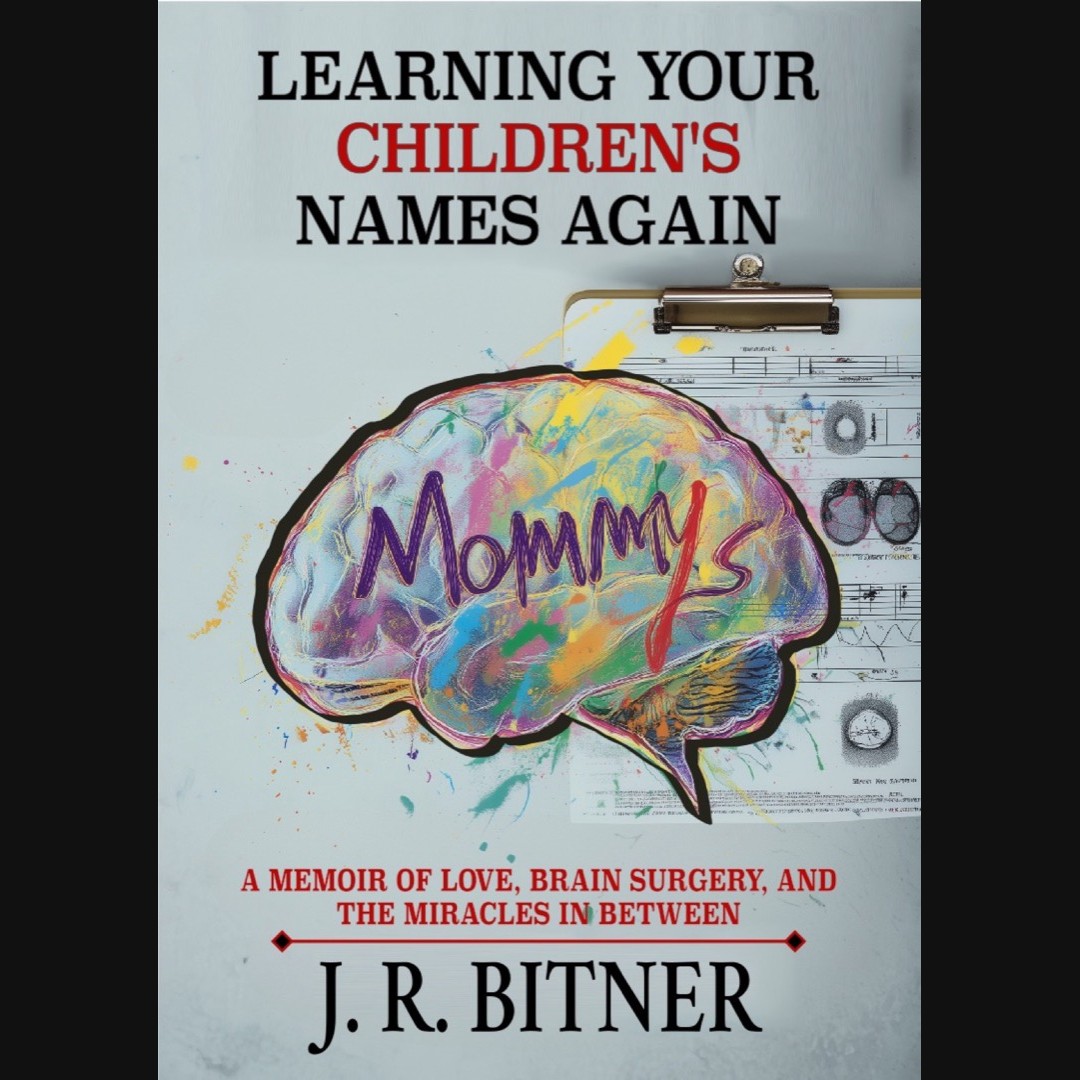 LEARNING YOUR
CHILDREN'S
NAMES AGAIN
Mommys
A MEMOIR OF LOVE, BRAIN SURGERY, AND
THE MIRACLES IN BETWEEN
J. R. BITNER